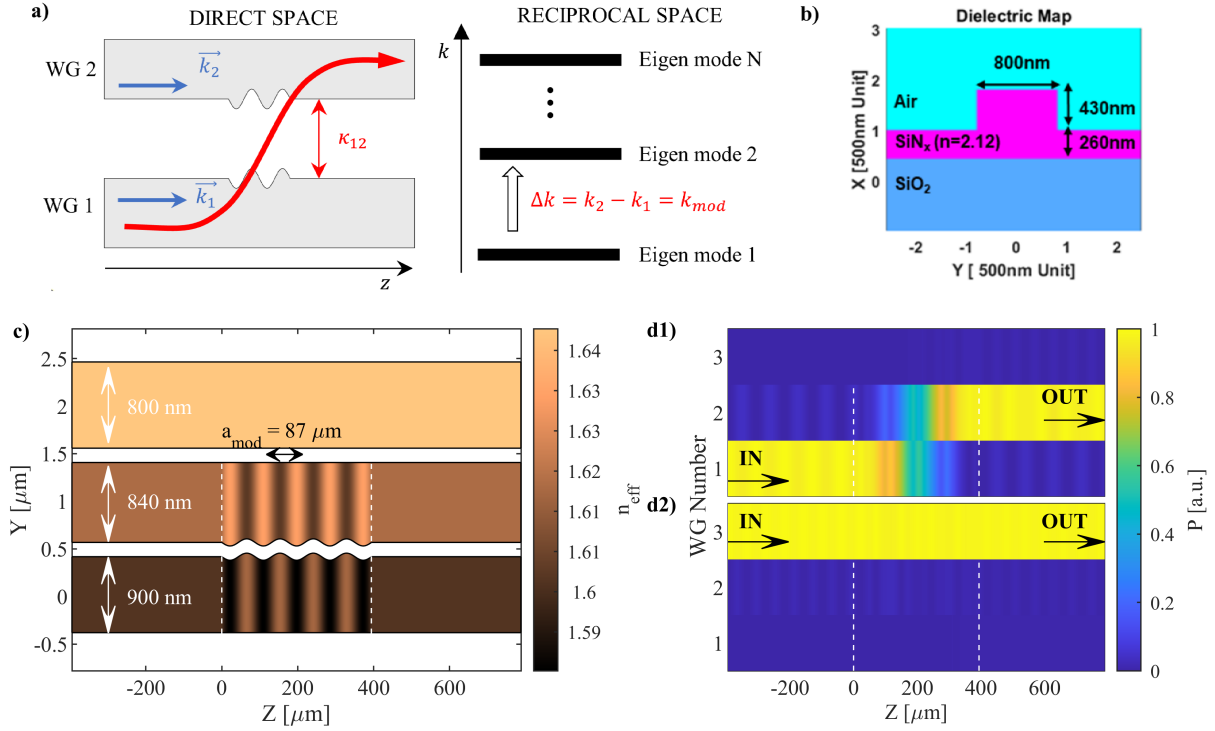 a)
DIRECT SPACE
WG 2
k₂
κ₁₂
WG 1
k₁
z
RECIPROCAL SPACE
k
Eigen mode N
Eigen mode 2
Δk = k₂ − k₁ = k_mod
Eigen mode 1
b)
Dielectric Map
3
2
1
0
X [500nm Unit]
800nm
Air
430nm
SiNₓ (n=2.12)
260nm
SiO₂
-2 -1 0 1 2
Y [ 500nm Unit]
c)
2.5
2
1.5
1
0.5
0
-0.5
Y [μm]
800 nm
a_mod = 87 μm
840 nm
900 nm
-200 0 200 400 600
Z [μm]
1.64
1.63
1.62
1.61
1.61
1.6
1.59
n_eff
d1)
3
2
1
OUT
IN
d2)
WG Number
3
2
1
IN
OUT
-200 0 200 400 600
Z [μm]
1
0.8
0.6
0.4
0.2
0
P [a.u.]